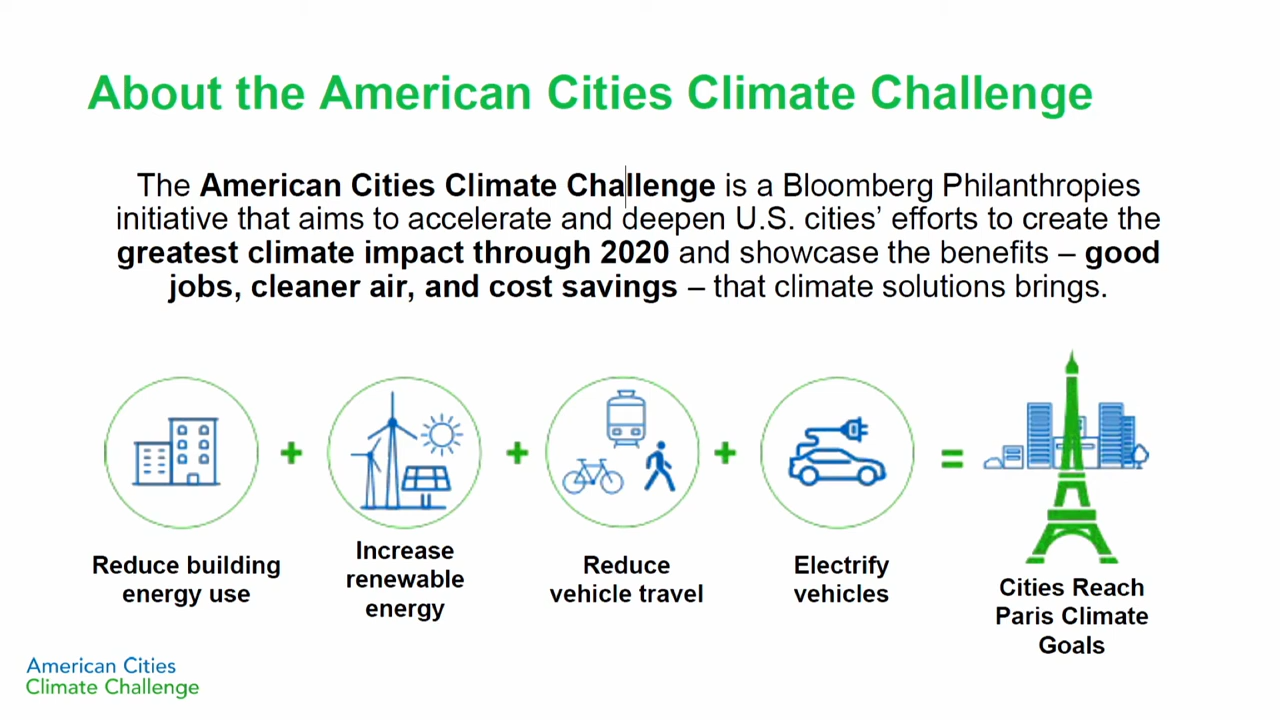 About the American Cities Climate Challenge
The American Cities Climate Challenge is a Bloomberg Philanthropies
initiative that aims to accelerate and deepen U.S. cities’ efforts to create the
greatest climate impact through 2020 and showcase the benefits – good
jobs, cleaner air, and cost savings – that climate solutions brings.
+ + + =
Reduce building
energy use
Increase
renewable
energy
Reduce
vehicle travel
Electrify
vehicles
Cities Reach
Paris Climate
Goals
American Cities
Climate Challenge